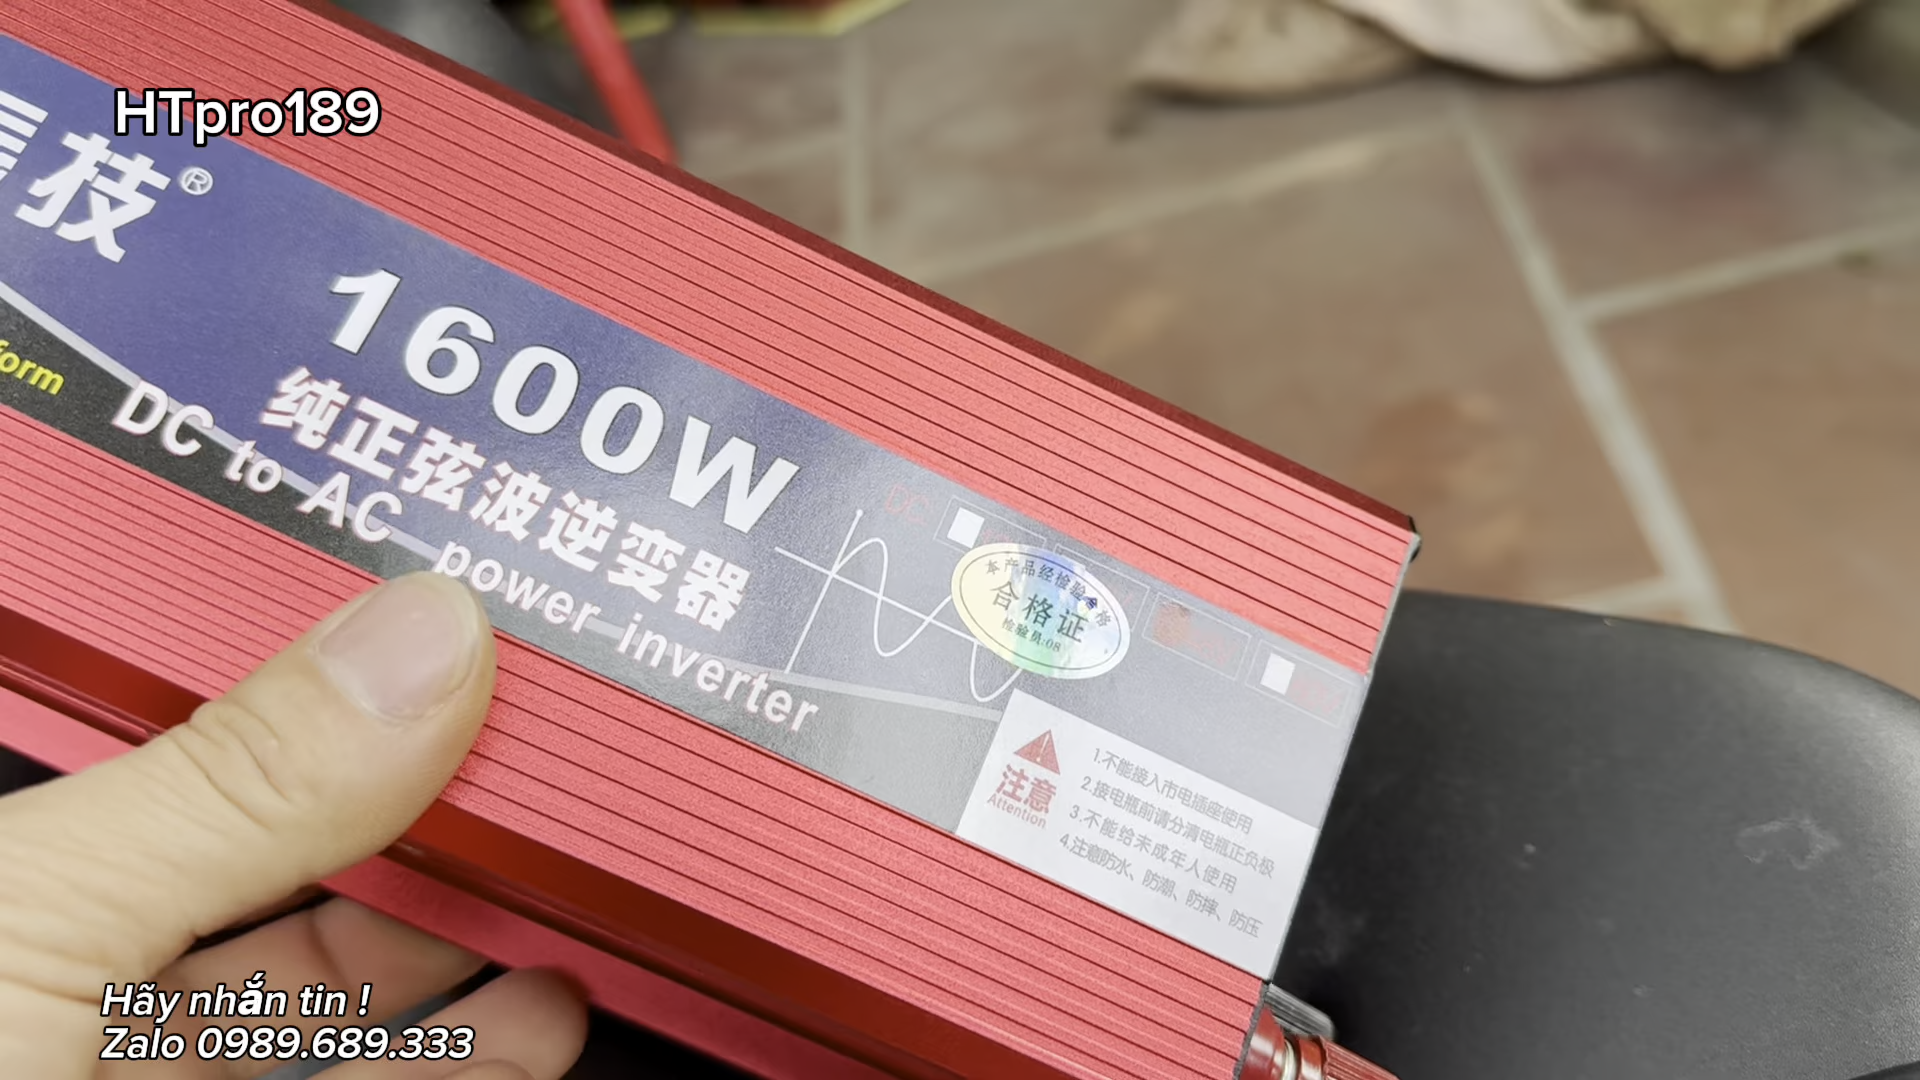 HTpro189
技®
1600W
纯正弦波逆变器
form
DC to AC power inverter
DC:
本产品经检验合格
合格证
检验员:08
注意
Attention
1.不能接入市电插座使用
2.接电瓶前请分清电瓶正负极
3.不能给未成年人使用
4.注意防水、防潮、防摔、防压
Hãy nhắn tin !
Zalo 0989.689.333